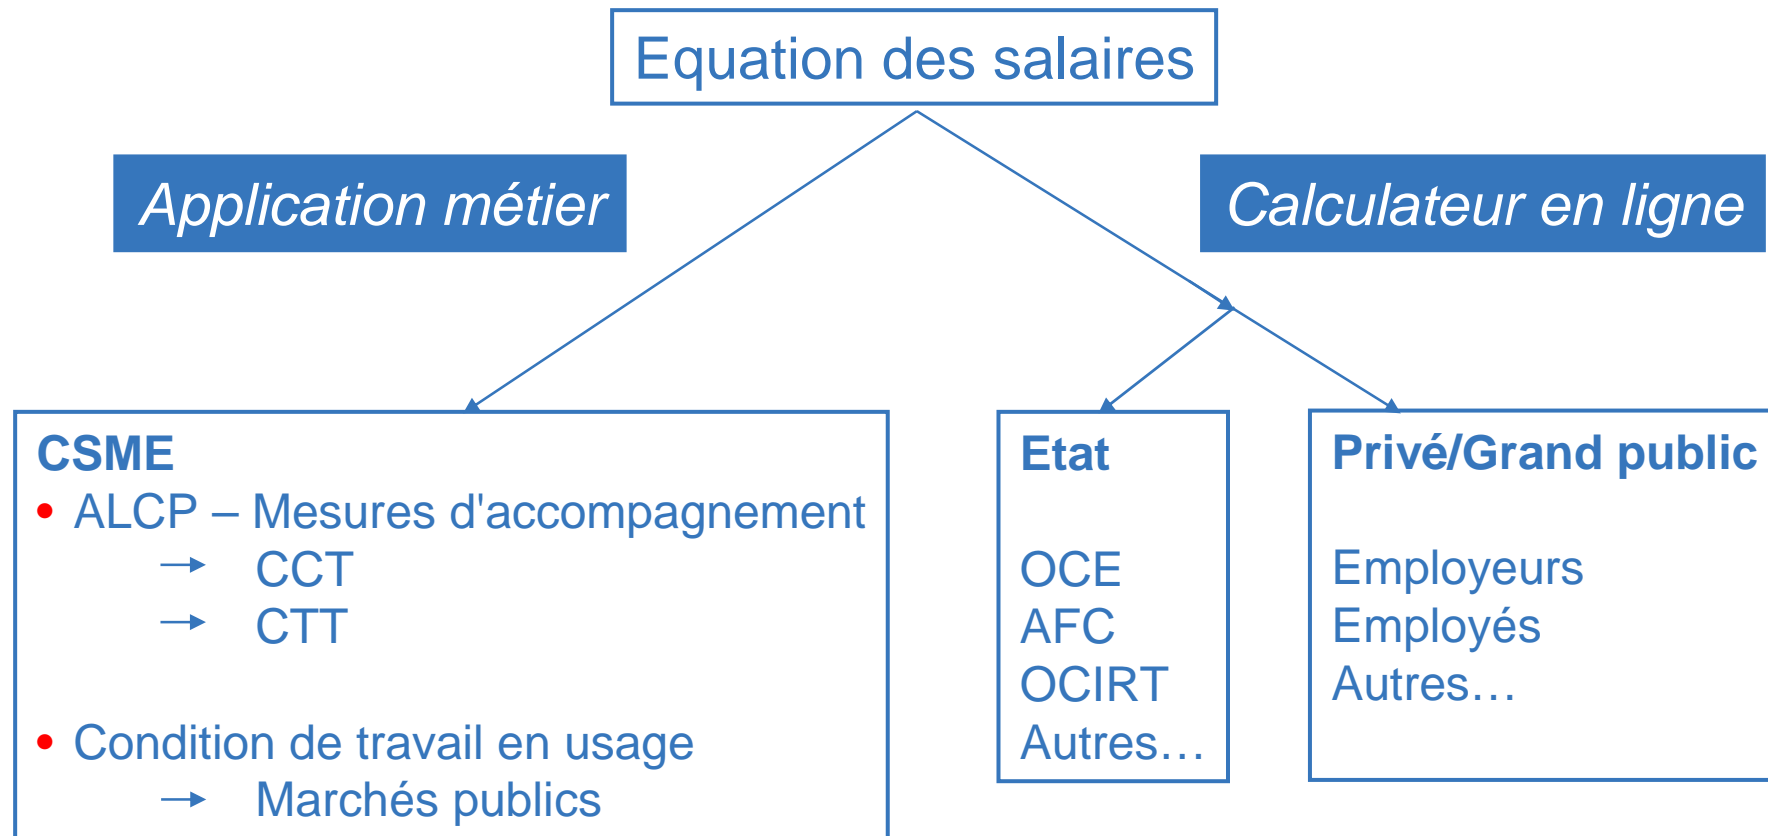 Equation des salaires
Application métier
Calculateur en ligne
CSME
• ALCP – Mesures d'accompagnement
→ CCT
→ CTT
• Condition de travail en usage
→ Marchés publics
Etat
OCE
AFC
OCIRT
Autres…
Privé/Grand public
Employeurs
Employés
Autres…